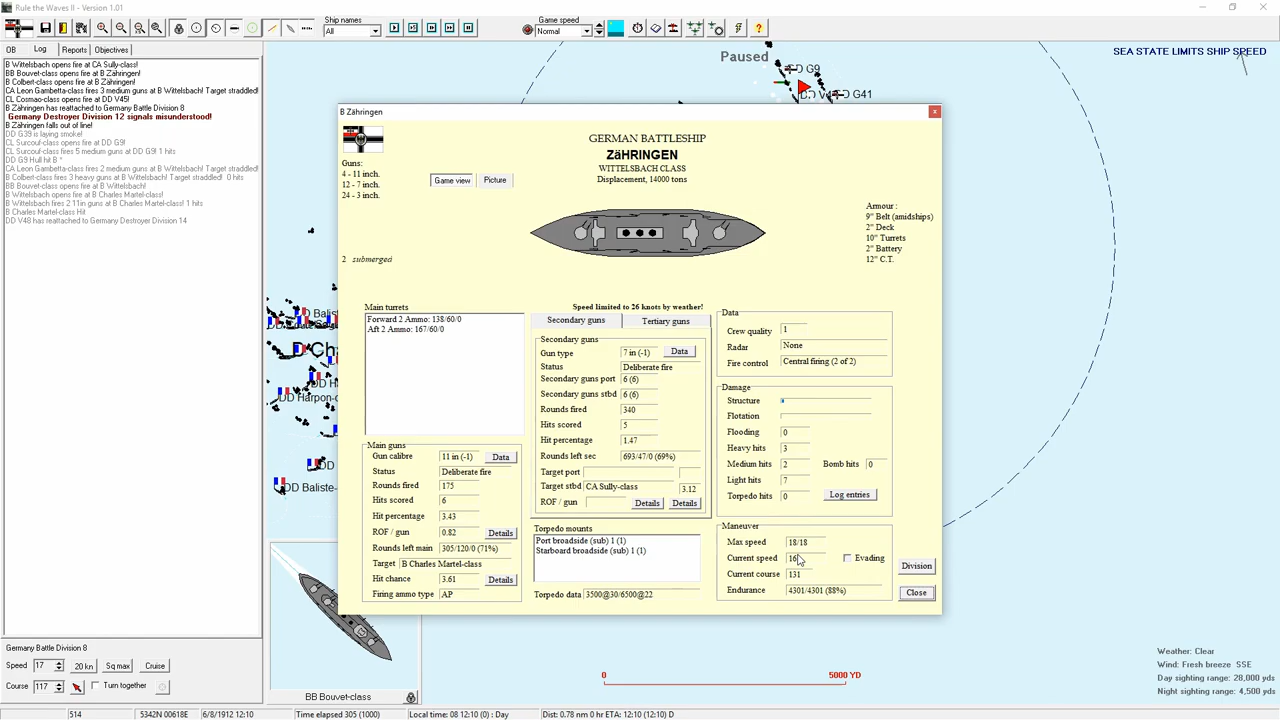 Rule the Waves II - Version 1.01
Ship names
All
Game speed
Normal
OB
Log
Reports
Objectives
B Wittelsbach opens fire at CA Sully-class!
BB Bouvet-class opens fire at B Zähringen!
B Colbert-class opens fire at B Zähringen!
CA Leon Gambetta-class fires 3 medium guns at B Wittelsbach! Target straddled!
CL Cosmao-class opens fire at DD V45!
B Zähringen has reattached to Germany Battle Division 8
Germany Destroyer Division 12 signals misunderstood!
B Zähringen falls out of line!
DD G39 is laying smoke!
CL Surcouf-class opens fire at DD G9!
CL Surcouf-class fires 5 medium guns at DD G9! 1 hits
DD G9 Hull hit B *
CA Leon Gambetta-class fires 2 medium guns at B Wittelsbach! Target straddled!
B Colbert-class fires 3 heavy guns at B Wittelsbach! Target straddled! 0 hits
BB Bouvet-class opens fire at B Wittelsbach!
B Wittelsbach opens fire at B Charles Martel-class!
B Wittelsbach fires 2 11in guns at B Charles Martel-class! 1 hits
B Charles Martel-class Hit
DD V48 has reattached to Germany Destroyer Division 14
Paused
SEA STATE LIMITS SHIP SPEED
DD G9
DD G41
DD Baliste-
DD Harpon-
DD
DD Baliste-
B Zähringen
GERMAN BATTLESHIP
ZäHRINGEN
WITTELSBACH CLASS
Displacement, 14000 tons
Guns:
4 - 11 inch.
12 - 7 inch.
24 - 3 inch.
Game view
Picture
2 submerged
Armour :
9" Belt (amidships)
2" Deck
10" Turrets
2" Battery
12" C.T.
Speed limited to 26 knots by weather!
Main turrets
Forward 2 Ammo: 138/60/0
Aft 2 Ammo: 167/60/0
Main guns
Gun calibre 11 in (-1) Data
Status Deliberate fire
Rounds fired 175
Hits scored 6
Hit percentage 3.43
ROF / gun 0.82 Details
Rounds left main 305/120/0 (71%)
Target B Charles Martel-class
Hit chance 3.61 Details
Firing ammo type AP
Secondary guns
Tertiary guns
Secondary guns
Gun type 7 in (-1) Data
Status Deliberate fire
Secondary guns port 6 (6)
Secondary guns stbd 6 (6)
Rounds fired 340
Hits scored 5
Hit percentage 1.47
Rounds left sec 693/47/0 (69%)
Target port
Target stbd CA Sully-class 3.12
ROF / gun Details Details
Torpedo mounts
Port broadside (sub) 1 (1)
Starboard broadside (sub) 1 (1)
Torpedo data 3500@30/6500@22
Data
Crew quality 1
Radar None
Fire control Central firing (2 of 2)
Damage
Structure
Flotation
Flooding 0
Heavy hits 3
Medium hits 2 Bomb hits 0
Light hits 7
Torpedo hits 0 Log entries
Maneuver
Max speed 18/18
Current speed 16 Evading
Current course 131
Endurance 4301/4301 (88%)
Division
Close
BB Bouvet-class
Germany Battle Division 8
Speed 17 20 kn Sq max Cruise
Course 117 Turn together
0 5000 YD
Weather: Clear
Wind: Fresh breeze SSE
Day sighting range: 28,000 yds
Night sighting range: 4,500 yds
514 5342N 00618E 6/8/1912 12:10 Time elapsed 305 (1000) Local time: 08 12:10 (0) : Day Dist: 0.78 nm 0 hr ETA: 12:10 (12:10) D